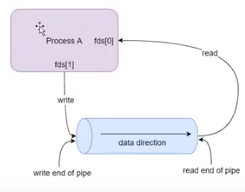 Process A
fds[0]
fds[1]
read
write
data direction
write end of pipe
read end of pipe